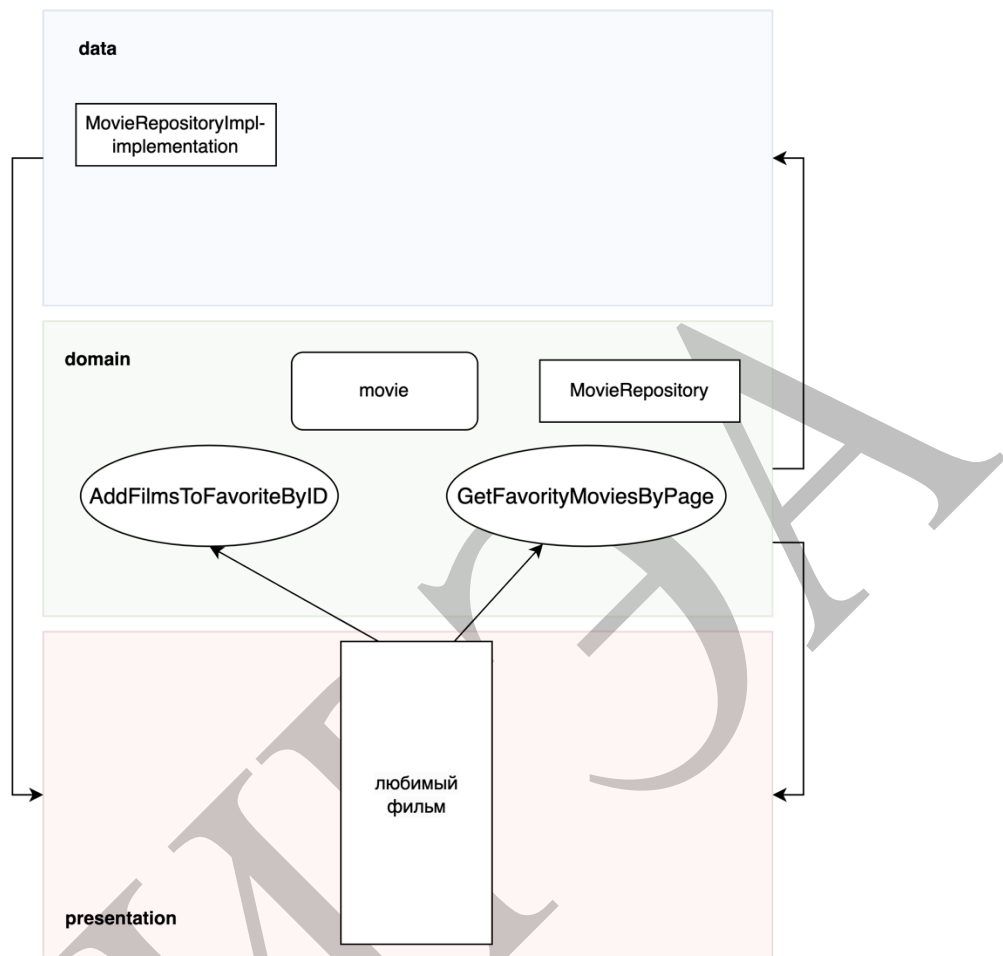 data
MovieRepositoryImpl-
implementation
domain
movie
MovieRepository
AddFilmsToFavoriteByID
GetFavorityMoviesByPage
любимый
фильм
presentation